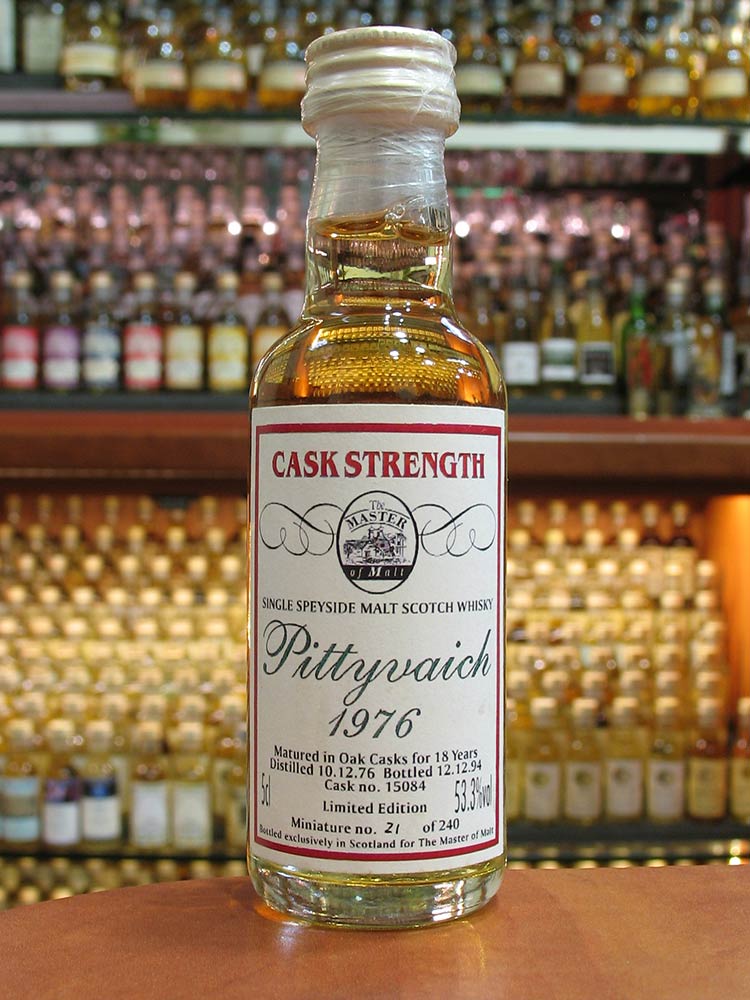 CASK STRENGTH
The
MASTER
of Malt
SINGLE SPEYSIDE MALT SCOTCH WHISKY
Pittyvaich
1976
Matured in Oak Casks for 18 Years
Distilled 10.12.76 Bottled 12.12.94
Cask no. 15084
5cl Limited Edition 53.3%vol
Miniature no. 21 of 240
Bottled exclusively in Scotland for The Master of Malt